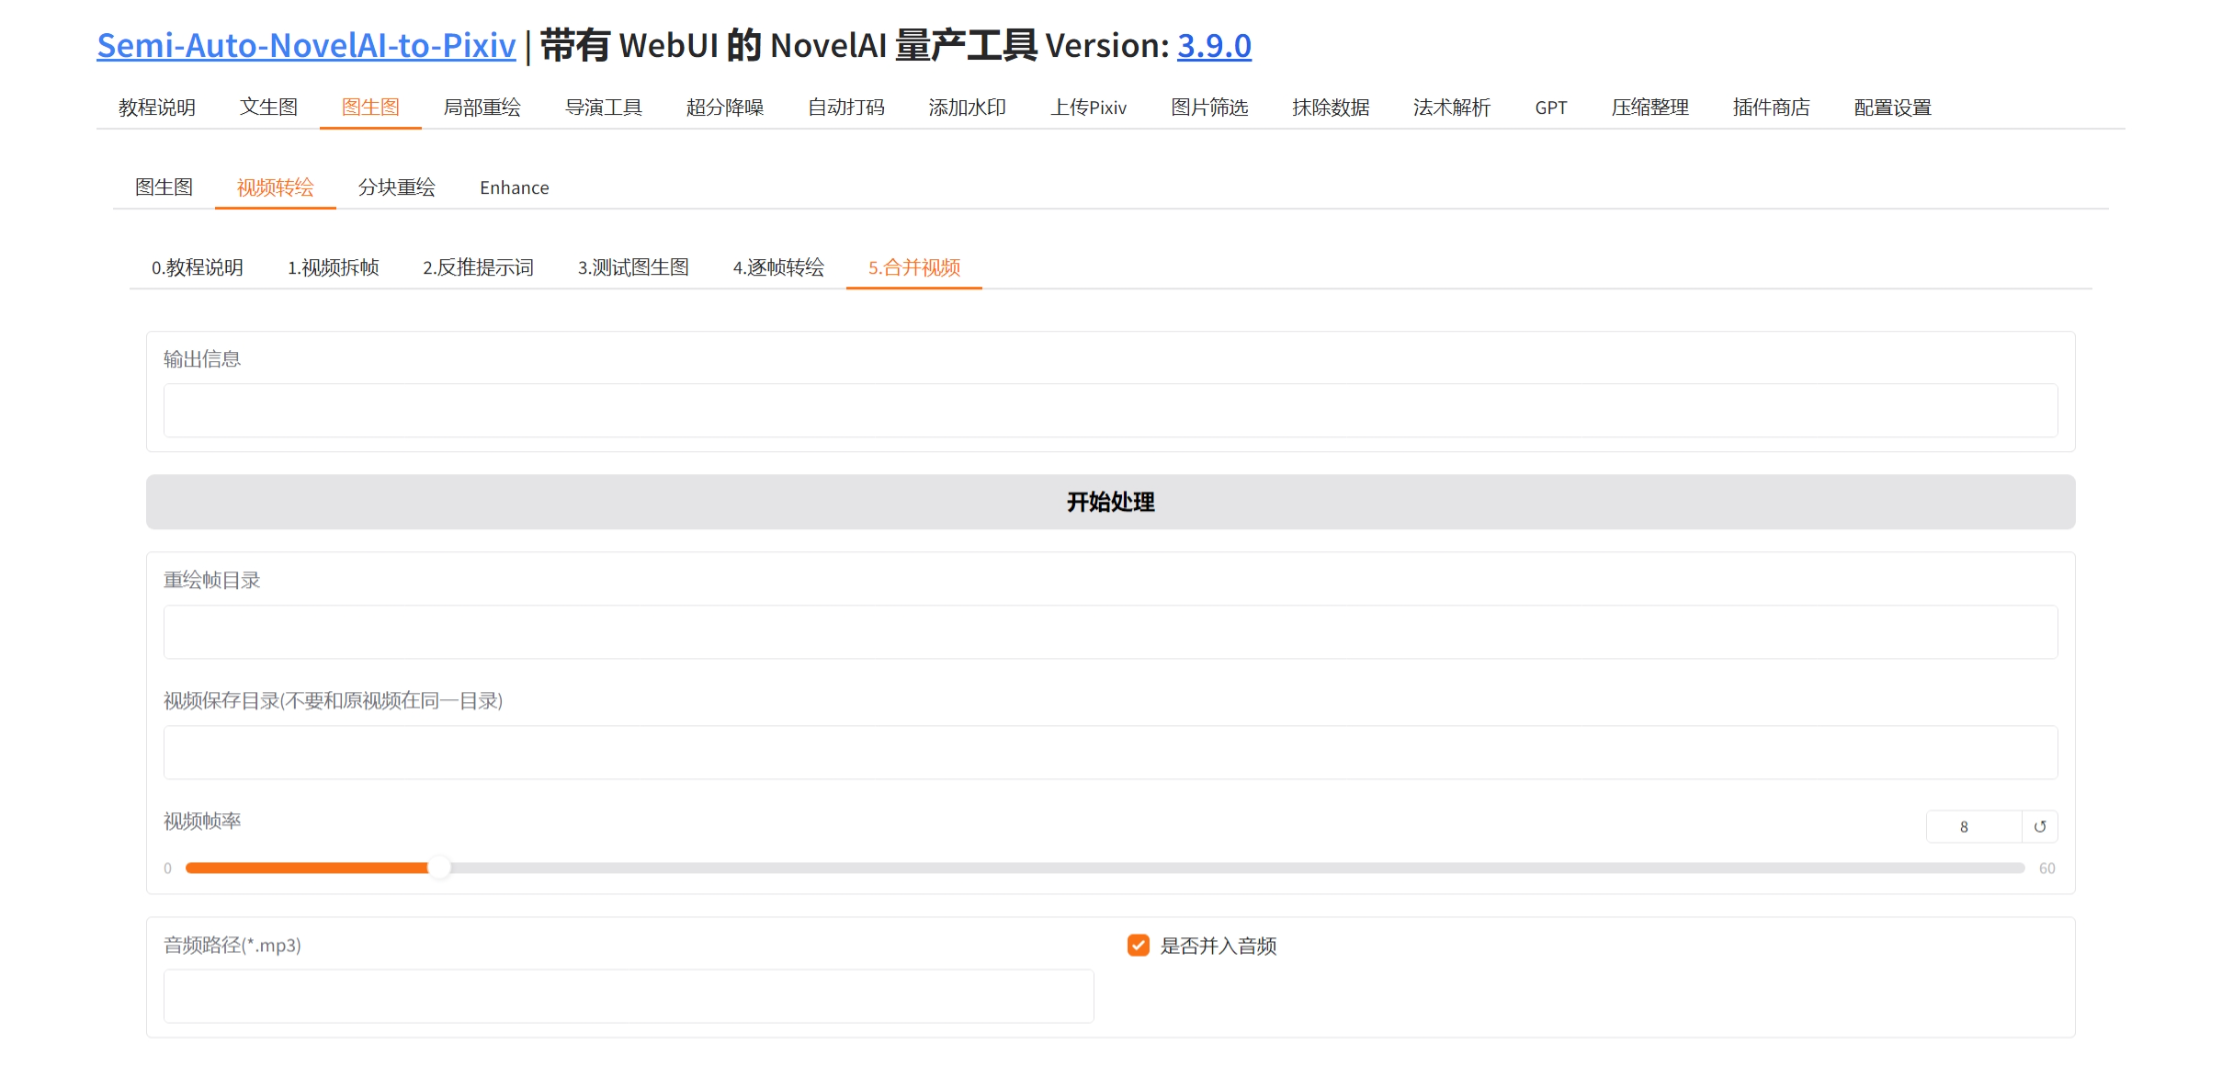 Semi-Auto-NovelAI-to-Pixiv | 带有 WebUI 的 NovelAI 量产工具 Version: 3.9.0
教程说明 文生图 图生图 局部重绘 导演工具 超分降噪 自动打码 添加水印 上传Pixiv 图片筛选 抹除数据 法术解析 GPT 压缩整理 插件商店 配置设置
图生图 视频转绘 分块重绘 Enhance
0.教程说明 1.视频拆帧 2.反推提示词 3.测试图生图 4.逐帧转绘 5.合并视频
输出信息
开始处理
重绘帧目录
视频保存目录(不要和原视频在同一目录)
视频帧率 8 ↺
0 60
音频路径(*.mp3) 是否并入音频